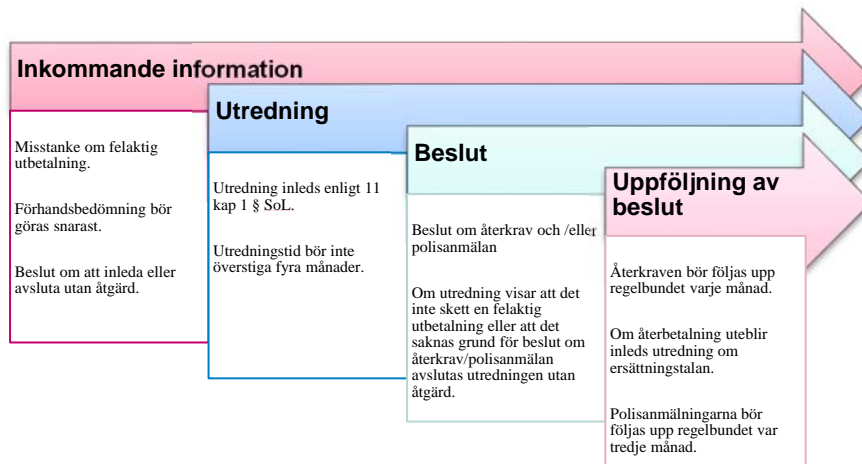 Inkommande information
Misstanke om felaktig
utbetalning.
Förhandsbedömning bör
göras snarast.
Beslut om att inleda eller
avsluta utan åtgärd.
Utredning
Utredning inleds enligt 11
kap 1 § SoL.
Utredningstid bör inte
överstiga fyra månader.
Beslut
Beslut om återkrav och /eller
polisanmälan
Om utredning visar att det
inte skett en felaktig
utbetalning eller att det
saknas grund för beslut om
återkrav/polisanmälan
avslutas utredningen utan
åtgärd.
Uppföljning av
beslut
Återkraven bör följas upp
regelbundet varje månad.
Om återbetalning uteblir
inleds utredning om
ersättningstalan.
Polisanmälningarna bör
följas upp regelbundet var
tredje månad.